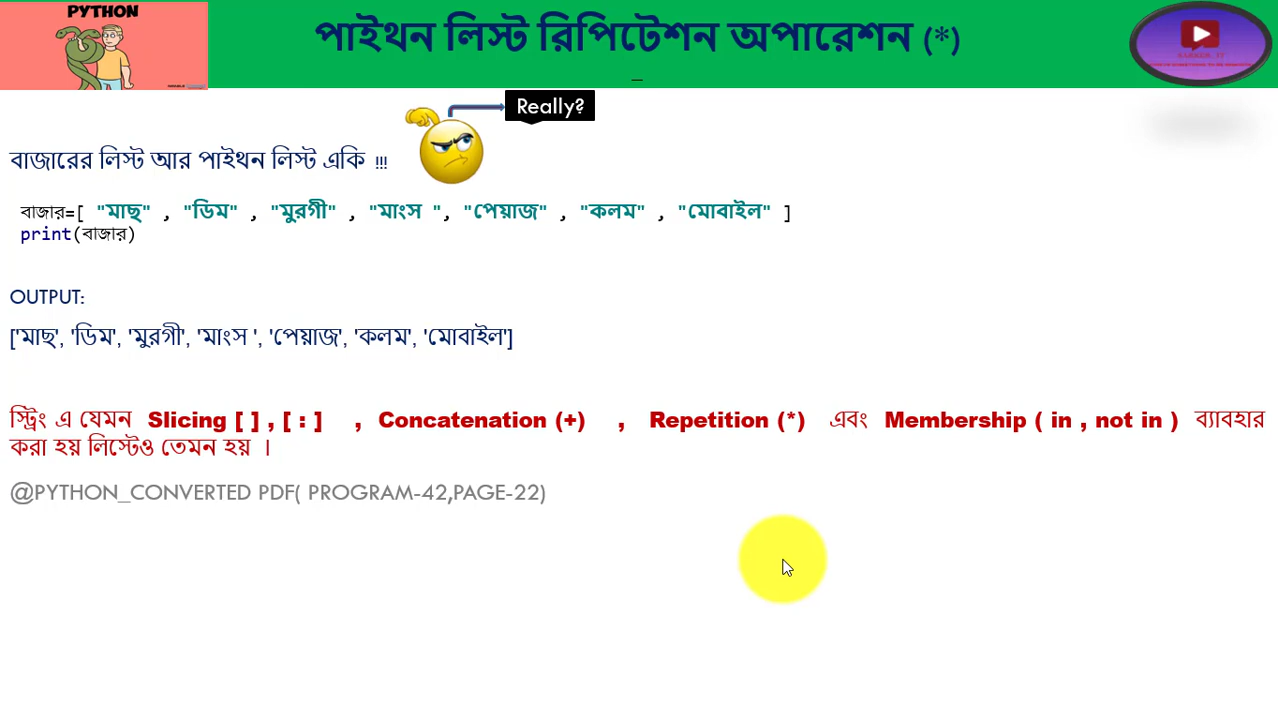 PYTHON
পাইথন লিস্ট রিপিটেশন অপারেশন (*)
Really?
বাজারের লিস্ট আর পাইথন লিস্ট একি !!!
বাজার=[ "মাছ" , "ডিম" , "মুরগী" , "মাংস ", "পেয়াজ" , "কলম" , "মোবাইল" ]
print(বাজার)
OUTPUT:
['মাছ', 'ডিম', 'মুরগী', 'মাংস ', 'পেয়াজ', 'কলম', 'মোবাইল']
স্ট্রিং এ যেমন Slicing [ ] , [ : ] , Concatenation (+) , Repetition (*) এবং Membership ( in , not in ) ব্যাবহার
করা হয় লিস্টেও তেমন হয় ।
@PYTHON_CONVERTED PDF( PROGRAM-42,PAGE-22)